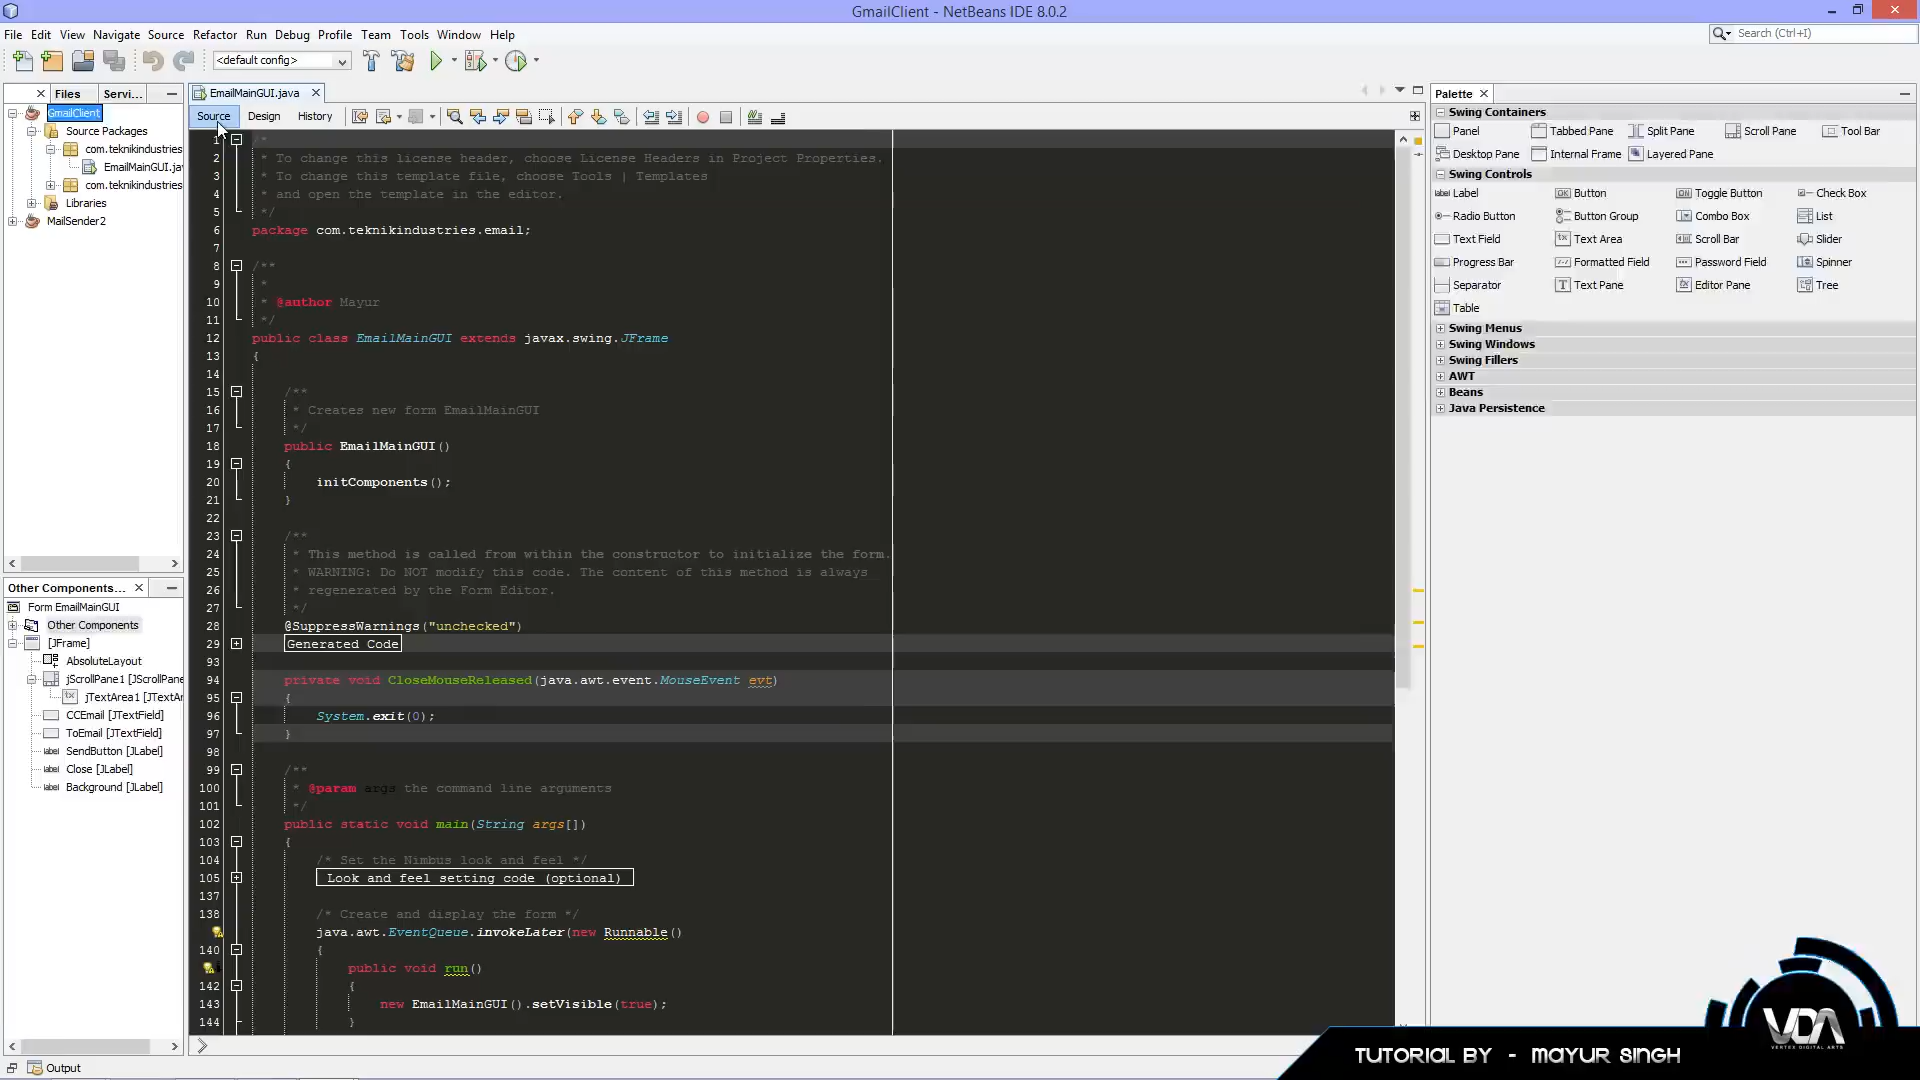 GmailClient - NetBeans IDE 8.0.2
File Edit View Navigate Source Refactor Run Debug Profile Team Tools Window Help
Search (Ctrl+I)
<default config>
Files Servi...
EmailMainGUI.java
Palette
GmailClient
Source Packages
com.teknikindustries
EmailMainGUI.jav
com.teknikindustries
Libraries
MailSender2
Source Design History
1 /*
2 * To change this license header, choose License Headers in Project Properties.
3 * To change this template file, choose Tools | Templates
4 * and open the template in the editor.
5 */
6 package com.teknikindustries.email;
7
8 /**
9 *
10 * @author Mayur
11 */
12 public class EmailMainGUI extends javax.swing.JFrame
13 {
14
15 /**
16 * Creates new form EmailMainGUI
17 */
18 public EmailMainGUI()
19 {
20 initComponents();
21 }
22
23 /**
24 * This method is called from within the constructor to initialize the form.
25 * WARNING: Do NOT modify this code. The content of this method is always
26 * regenerated by the Form Editor.
27 */
28 @SuppressWarnings("unchecked")
29 Generated Code
93
94 private void CloseMouseReleased(java.awt.event.MouseEvent evt)
95 {
96 System.exit(0);
97 }
98
99 /**
100 * @param args the command line arguments
101 */
102 public static void main(String args[])
103 {
104 /* Set the Nimbus look and feel */
105 Look and feel setting code (optional)
137
138 /* Create and display the form */
java.awt.EventQueue.invokeLater(new Runnable()
140 {
public void run()
142 {
143 new EmailMainGUI().setVisible(true);
144 }
Swing Containers
Panel Tabbed Pane Split Pane Scroll Pane Tool Bar
Desktop Pane Internal Frame Layered Pane
Swing Controls
Label Button Toggle Button Check Box
Radio Button Button Group Combo Box List
Text Field Text Area Scroll Bar Slider
Progress Bar Formatted Field Password Field Spinner
Separator Text Pane Editor Pane Tree
Table
Swing Menus
Swing Windows
Swing Fillers
AWT
Beans
Java Persistence
Other Components...
Form EmailMainGUI
Other Components
[JFrame]
AbsoluteLayout
jScrollPane1 [JScrollPane
jTextArea1 [JTextAr
CCEmail [JTextField]
ToEmail [JTextField]
SendButton [JLabel]
Close [JLabel]
Background [JLabel]
Output
VDA
VERTEX DIGITAL ARTS
TUTORIAL BY - MAYUR SINGH